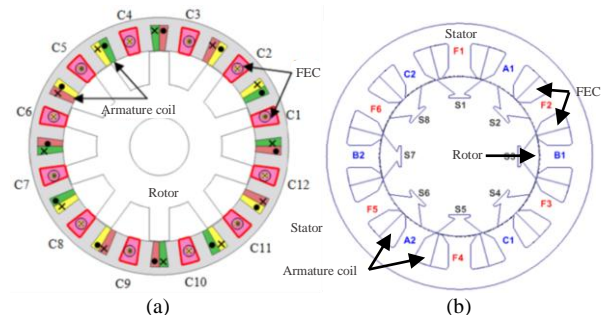 C4
C3
C5
C2
FEC
Armature coil
C6
C1
Rotor
C7
C12
Stator
C8
C11
C9
C10
(a)
Stator
F1
C2
A1
FEC
F6
F2
S1
S8
S2
B2
S7
Rotor
S3
B1
S6
S4
S5
F5
F3
A2
C1
F4
Armature coil
(b)